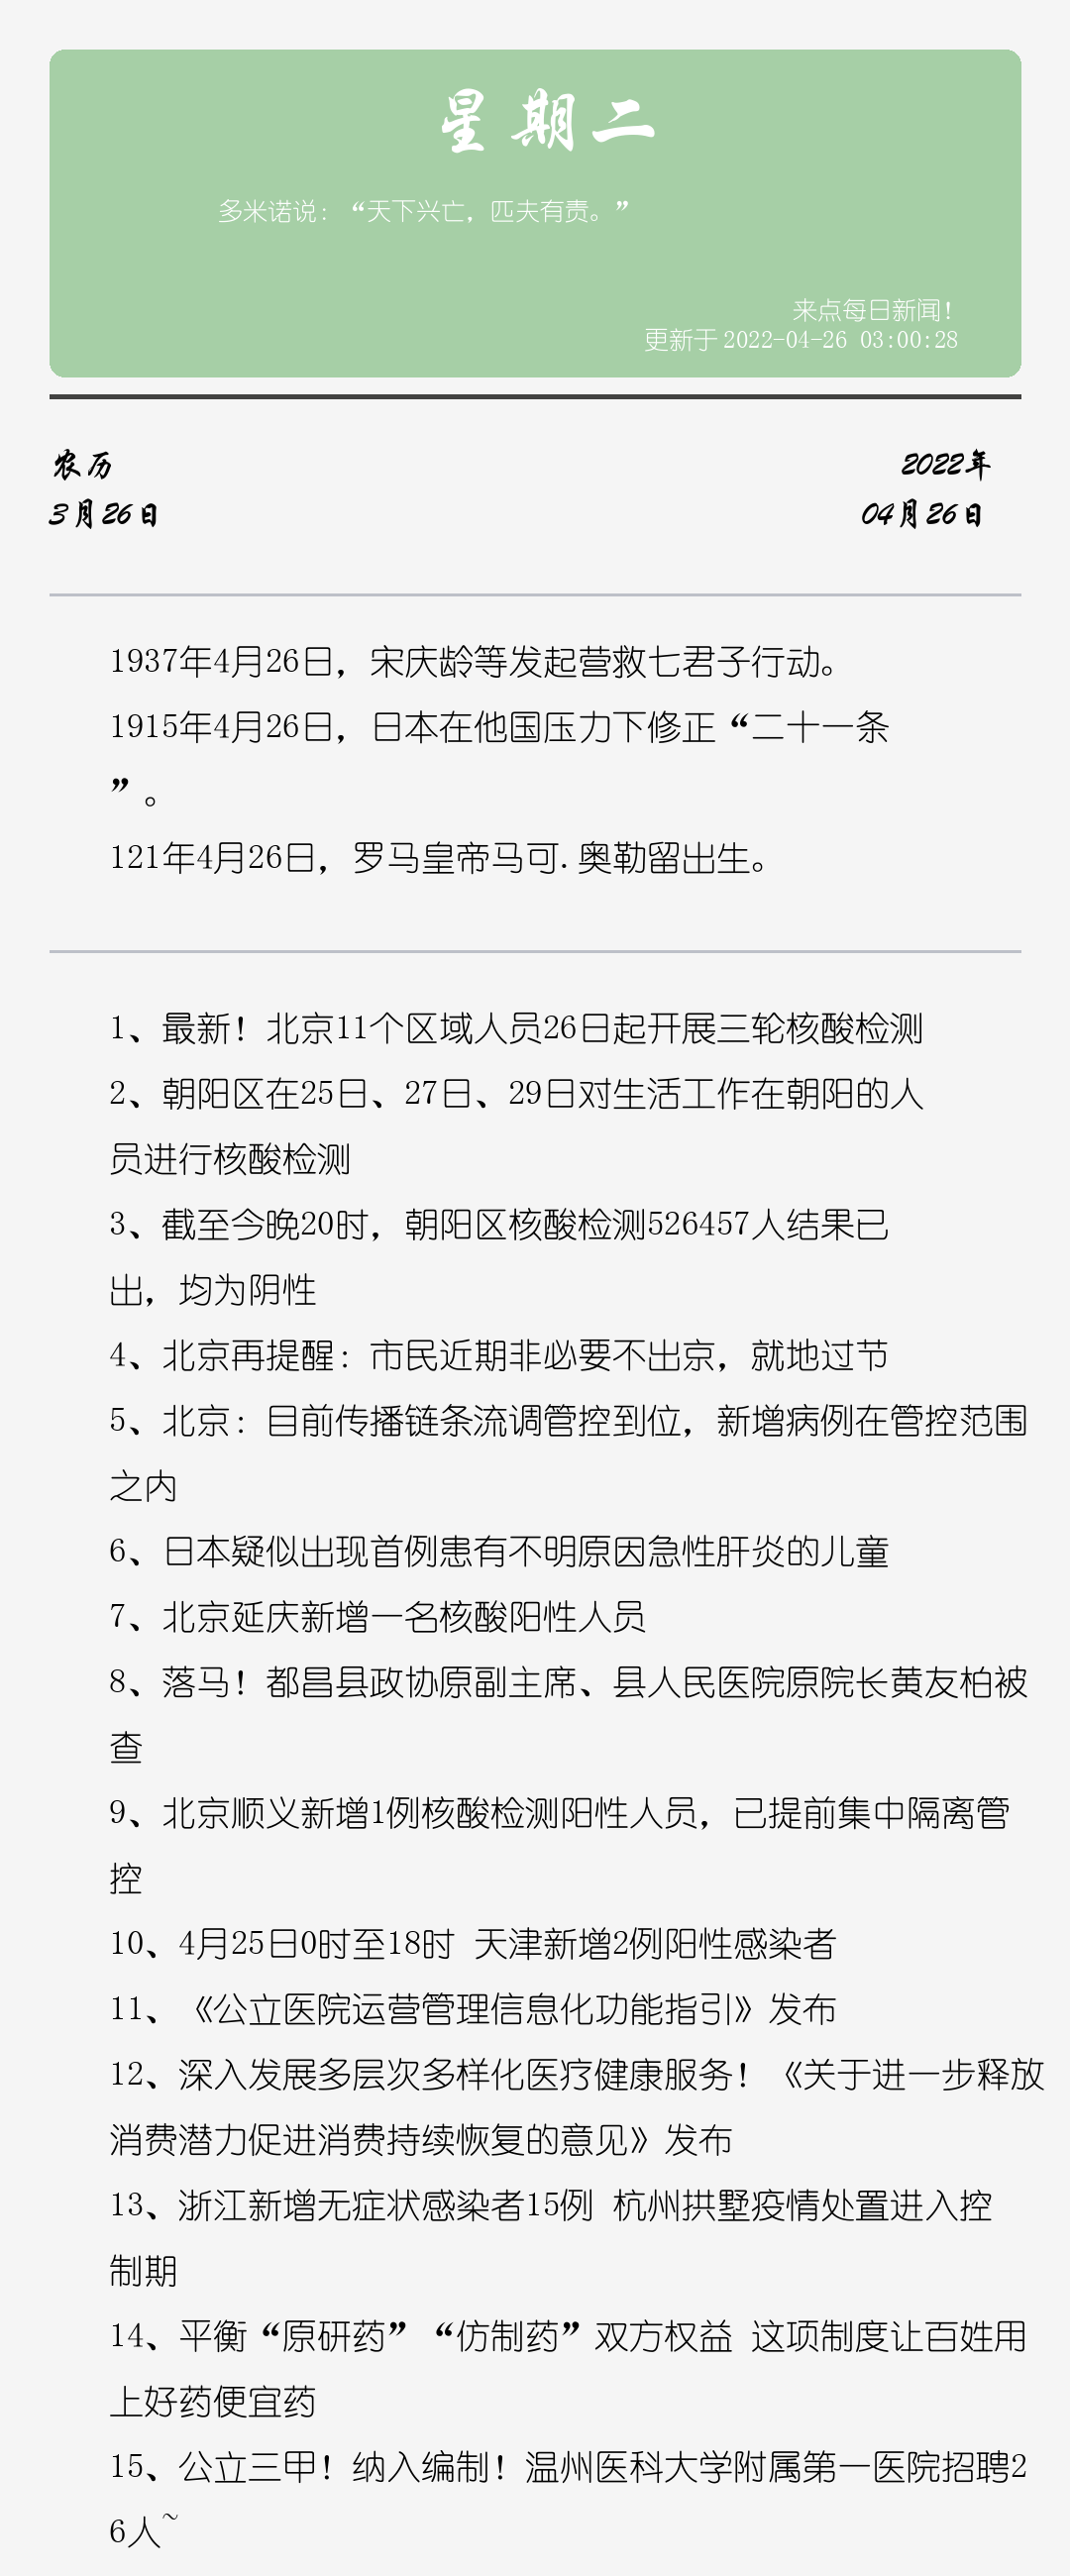 星期二
多米诺说：“天下兴亡，匹夫有责。”
来点每日新闻！
更新于 2022-04-26 03:00:28
农历
2022年
3月26日
04月26日
1937年4月26日，宋庆龄等发起营救七君子行动。
1915年4月26日，日本在他国压力下修正“二十一条
”。
121年4月26日，罗马皇帝马可.奥勒留出生。
1、最新！北京11个区域人员26日起开展三轮核酸检测
2、朝阳区在25日、27日、29日对生活工作在朝阳的人
员进行核酸检测
3、截至今晚20时，朝阳区核酸检测526457人结果已
出，均为阴性
4、北京再提醒：市民近期非必要不出京，就地过节
5、北京：目前传播链条流调管控到位，新增病例在管控范围
之内
6、日本疑似出现首例患有不明原因急性肝炎的儿童
7、北京延庆新增一名核酸阳性人员
8、落马！都昌县政协原副主席、县人民医院原院长黄友柏被
查
9、北京顺义新增1例核酸检测阳性人员，已提前集中隔离管
控
10、4月25日0时至18时 天津新增2例阳性感染者
11、《公立医院运营管理信息化功能指引》发布
12、深入发展多层次多样化医疗健康服务！《关于进一步释放
消费潜力促进消费持续恢复的意见》发布
13、浙江新增无症状感染者15例 杭州拱墅疫情处置进入控
制期
14、平衡“原研药”“仿制药”双方权益 这项制度让百姓用
上好药便宜药
15、公立三甲！纳入编制！温州医科大学附属第一医院招聘2
6人~